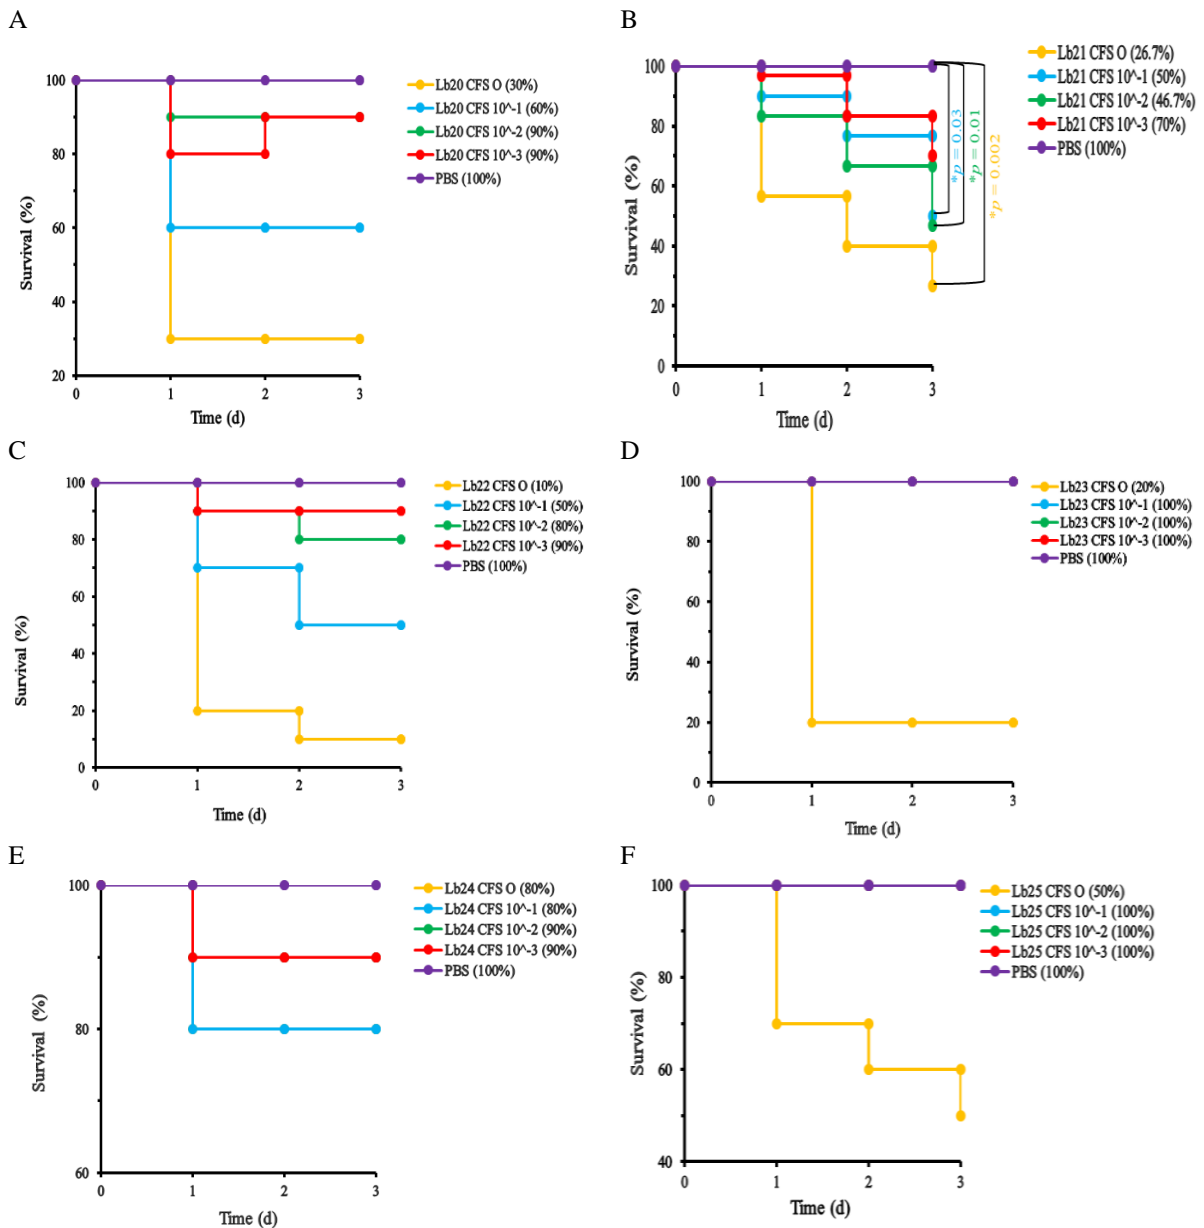 A
100
80
60
40
20
0
1
2
3
Survival (%)
Time (d)
Lb20 CFS O (30%)
Lb20 CFS 10^-1 (60%)
Lb20 CFS 10^-2 (90%)
Lb20 CFS 10^-3 (90%)
PBS (100%)
B
100
80
60
40
20
0
0
1
2
3
Survival (%)
Time (d)
*p = 0.03
*p = 0.01
*p = 0.002
Lb21 CFS O (26.7%)
Lb21 CFS 10^-1 (50%)
Lb21 CFS 10^-2 (46.7%)
Lb21 CFS 10^-3 (70%)
PBS (100%)
C
100
80
60
40
20
0
0
1
2
3
Survival (%)
Time (d)
Lb22 CFS O (10%)
Lb22 CFS 10^-1 (50%)
Lb22 CFS 10^-2 (80%)
Lb22 CFS 10^-3 (90%)
PBS (100%)
D
100
80
60
40
20
0
0
1
2
3
Survival (%)
Time (d)
Lb23 CFS O (20%)
Lb23 CFS 10^-1 (100%)
Lb23 CFS 10^-2 (100%)
Lb23 CFS 10^-3 (100%)
PBS (100%)
E
100
80
60
0
1
2
3
Survival (%)
Time (d)
Lb24 CFS O (80%)
Lb24 CFS 10^-1 (80%)
Lb24 CFS 10^-2 (90%)
Lb24 CFS 10^-3 (90%)
PBS (100%)
F
100
80
60
40
0
1
2
3
Survival (%)
Time (d)
Lb25 CFS O (50%)
Lb25 CFS 10^-1 (100%)
Lb25 CFS 10^-2 (100%)
Lb25 CFS 10^-3 (100%)
PBS (100%)